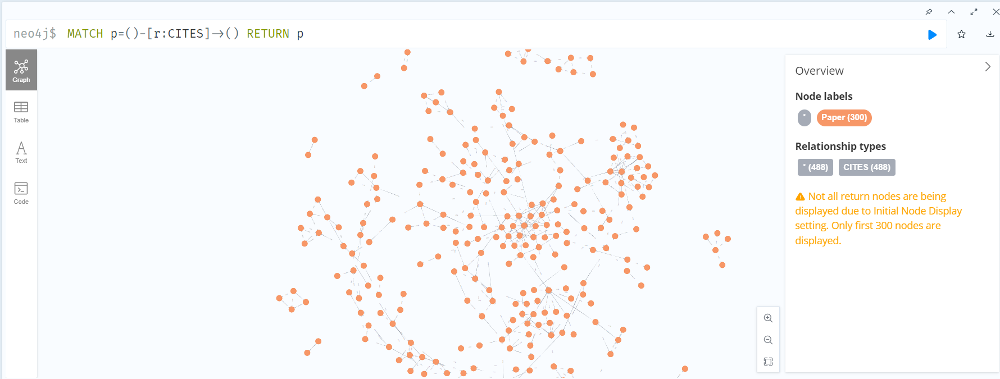 neo4j$ MATCH p=()-[r:CITES]→() RETURN p
Graph
Table
Text
Code
Overview
Node labels
* Paper (300)
Relationship types
* (488) CITES (488)
Not all return nodes are being
displayed due to Initial Node Display
setting. Only first 300 nodes are
displayed.